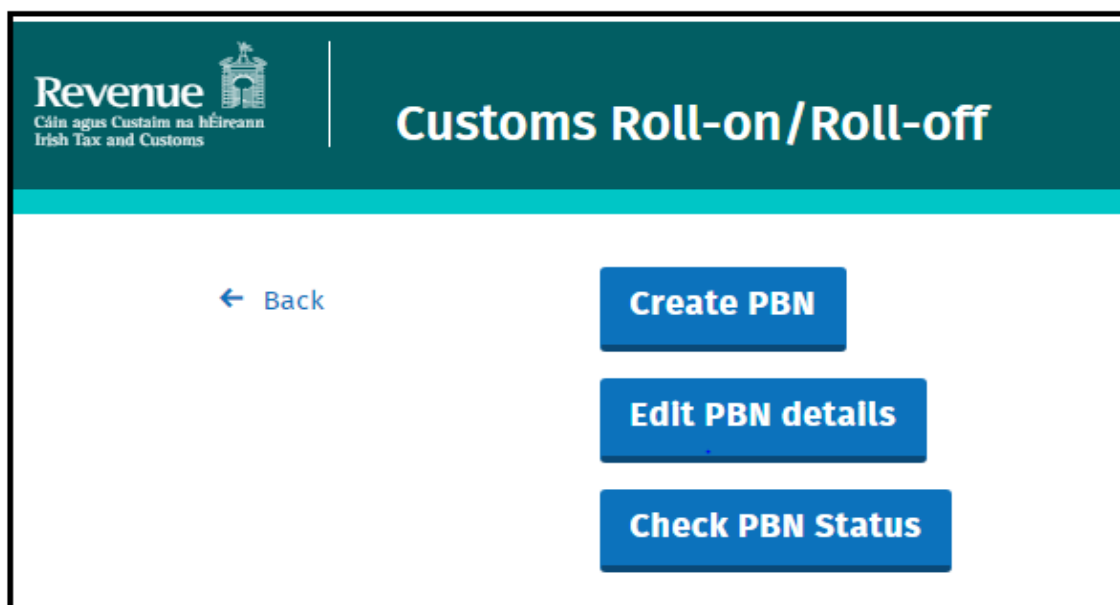 Revenue
Cáin agus Custaim na hÉireann
Irish Tax and Customs
Customs Roll-on/Roll-off
← Back
Create PBN
Edit PBN details
Check PBN Status